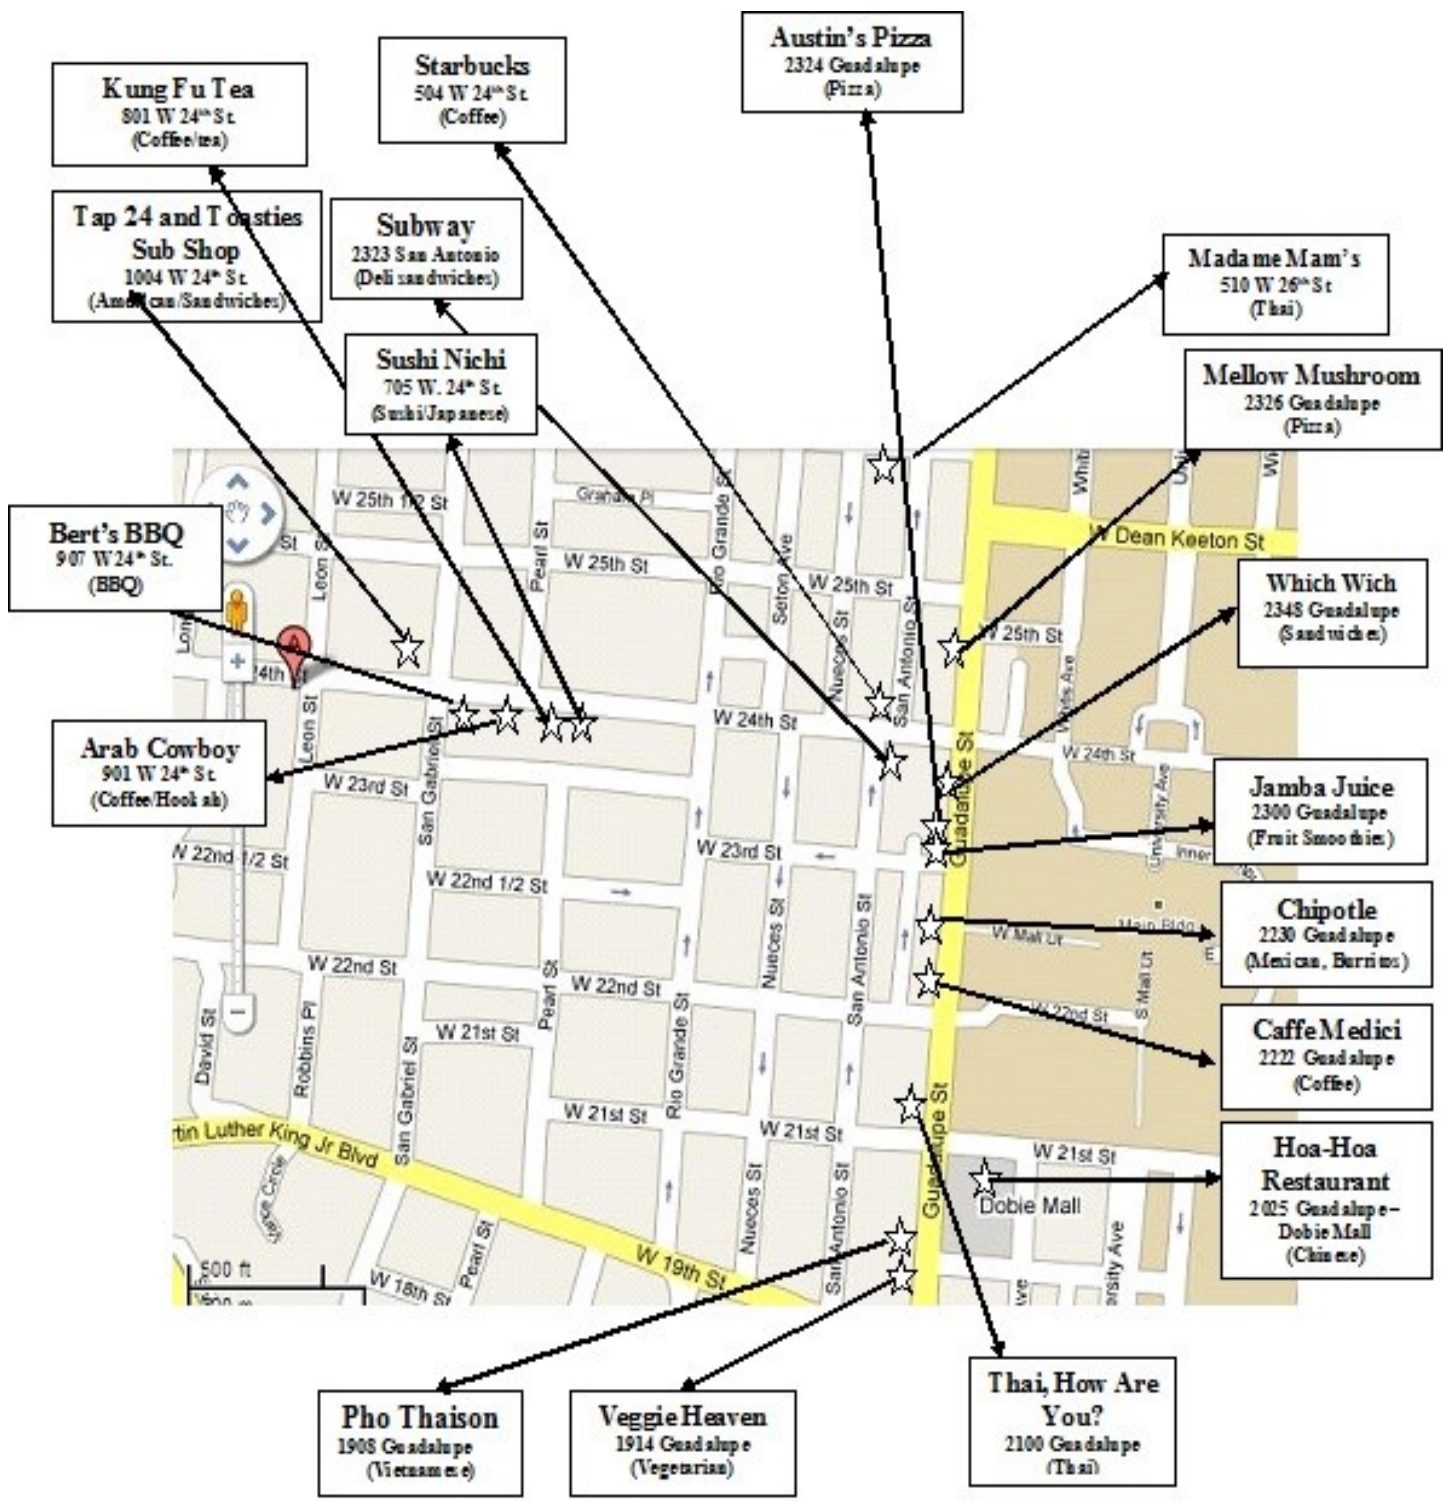 Austin's Pizza
2324 Guadalupe
(Pizza)
Starbucks
504 W 24th St.
(Coffee)
Kung Fu Tea
801 W 24th St.
(Coffee/tea)
Tap 24 and Toasties
Sub Shop
1004 W 24th St.
(American/Sandwiches)
Subway
2323 San Antonio
(Deli sandwiches)
Madame Mam's
510 W 26th St
(Thai)
Sushi Nichi
705 W. 24th St.
(Sushi/Japanese)
Mellow Mushroom
2326 Guadalupe
(Pizza)
Bert's BBQ
907 W 24th St.
(BBQ)
Which Wich
2348 Guadalupe
(Sandwiches)
Arab Cowboy
901 W 24th St.
(Coffee/Hookah)
Jamba Juice
2300 Guadalupe
(Fruit Smoothies)
Chipotle
2230 Guadalupe
(Mexican, Burritos)
Caffe Medici
2222 Guadalupe
(Coffee)
Hoa-Hoa
Restaurant
2025 Guadalupe –
Dobie Mall
(Chinese)
Thai, How Are
You?
2100 Guadalupe
(Thai)
Pho Thaison
1908 Guadalupe
(Vietnamese)
Veggie Heaven
1914 Guadalupe
(Vegetarian)
W 25th 1/2 St
Graham Pl
W Dean Keeton St
St
Leon St
Pearl St
W 25th St
Rio Grande St
Seton Ave
W 25th St
Nueces St
San Antonio St
W 25th St
Whitis Ave
A
Leon St
San Gabriel St
W 24th St
Guadalupe St
W 24th St
University Ave
W 23rd St
W 23rd St
Inner
W 22nd 1/2 St
W 22nd 1/2 St
Nueces St
San Antonio St
W Mall Ut
Main Bldg
S Mall Ut
W 22nd St
W 22nd St
W 22nd St
Pearl St
W 21st St
Rio Grande St
David St
Robbins Pl
San Gabriel St
W 21st St
W 21st St
W 21st St
Guadalupe St
tin Luther King Jr Blvd
Dobie Mall
Nueces St
San Antonio St
Pearl St
W 19th St
W 18th St
500 ft